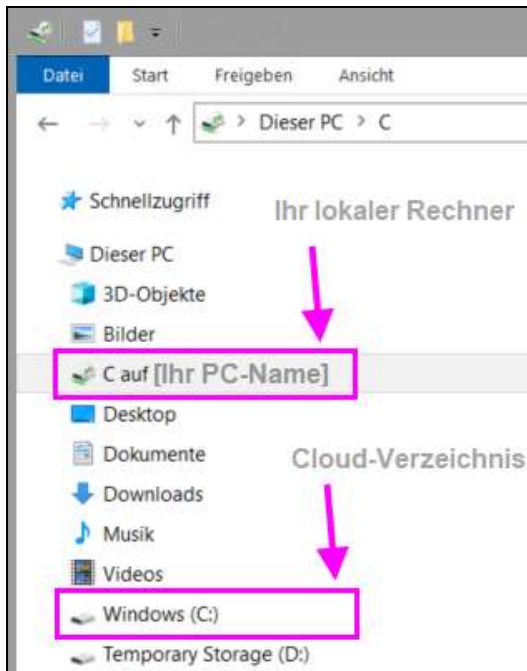 Datei Start Freigeben Ansicht
Dieser PC > C
Schnellzugriff
Ihr lokaler Rechner
Dieser PC
3D-Objekte
Bilder
C auf [Ihr PC-Name]
Desktop
Dokumente
Cloud-Verzeichnis
Downloads
Musik
Videos
Windows (C:)
Temporary Storage (D:)